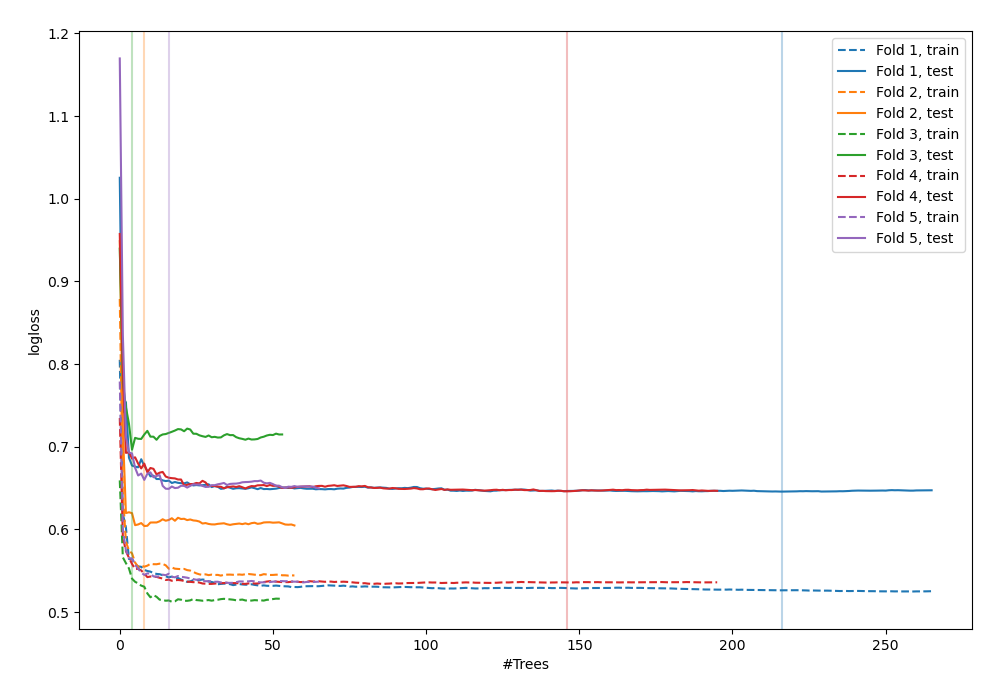 1.2
1.1
1.0
0.9
0.8
0.7
0.6
0.5
logloss
0
50
100
150
200
250
#Trees
Fold 1, train
Fold 1, test
Fold 2, train
Fold 2, test
Fold 3, train
Fold 3, test
Fold 4, train
Fold 4, test
Fold 5, train
Fold 5, test